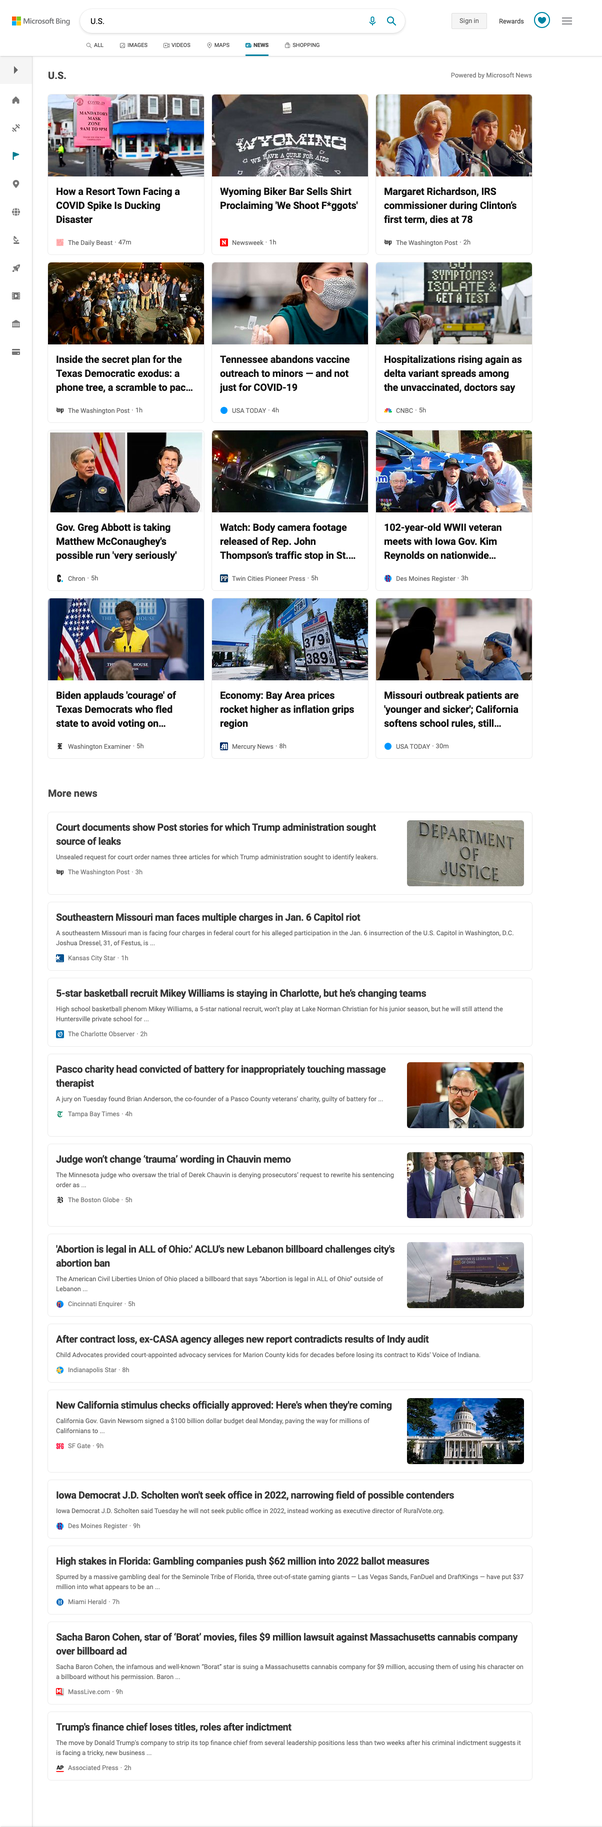 Microsoft Bing
U.S.
Sign in
Rewards
ALL
IMAGES
VIDEOS
MAPS
NEWS
SHOPPING
U.S.
Powered by Microsoft News
MANDATORY
MASK
ZONE
9AM TO 9PM
WYOMING
WE HAVE A CURE FOR AIDS
How a Resort Town Facing a
COVID Spike Is Ducking
Disaster
The Daily Beast · 47m
Wyoming Biker Bar Sells Shirt
Proclaiming 'We Shoot F*ggots'
Newsweek · 1h
Margaret Richardson, IRS
commissioner during Clinton's
first term, dies at 78
The Washington Post · 2h
GOT
SYMPTOMS?
ISOLATE &
GET A TEST
Inside the secret plan for the
Texas Democratic exodus: a
phone tree, a scramble to pac...
The Washington Post · 1h
Tennessee abandons vaccine
outreach to minors — and not
just for COVID-19
USA TODAY · 4h
Hospitalizations rising again as
delta variant spreads among
the unvaccinated, doctors say
CNBC · 5h
Gov. Greg Abbott is taking
Matthew McConaughey's
possible run 'very seriously'
Chron · 5h
Watch: Body camera footage
released of Rep. John
Thompson's traffic stop in St....
Twin Cities Pioneer Press · 5h
102-year-old WWII veteran
meets with Iowa Gov. Kim
Reynolds on nationwide...
Des Moines Register · 3h
379
389
Biden applauds 'courage' of
Texas Democrats who fled
state to avoid voting on...
Washington Examiner · 5h
Economy: Bay Area prices
rocket higher as inflation grips
region
Mercury News · 8h
Missouri outbreak patients are
'younger and sicker'; California
softens school rules, still...
USA TODAY · 30m
More news
Court documents show Post stories for which Trump administration sought
source of leaks
Unsealed request for court order names three articles for which Trump administration sought to identify leakers.
The Washington Post · 3h
DEPARTMENT
OF
JUSTICE
Southeastern Missouri man faces multiple charges in Jan. 6 Capitol riot
A southeastern Missouri man is facing four charges in federal court for his alleged participation in the Jan. 6 insurrection of the U.S. Capitol in Washington, D.C.
Joshua Dressel, 31, of Festus, is ...
Kansas City Star · 1h
5-star basketball recruit Mikey Williams is staying in Charlotte, but he's changing teams
High school basketball phenom Mikey Williams, a 5-star national recruit, won't play at Lake Norman Christian for his junior season, but he will still attend the
Huntersville private school for ...
The Charlotte Observer · 2h
Pasco charity head convicted of battery for inappropriately touching massage
therapist
A jury on Tuesday found Brian Anderson, the co-founder of a Pasco County veterans' charity, guilty of battery for ...
Tampa Bay Times · 4h
Judge won't change 'trauma' wording in Chauvin memo
The Minnesota judge who oversaw the trial of Derek Chauvin is denying prosecutors' request to rewrite his sentencing
order as ...
The Boston Globe · 5h
'Abortion is legal in ALL of Ohio:' ACLU's new Lebanon billboard challenges city's
abortion ban
The American Civil Liberties Union of Ohio placed a billboard that says "Abortion is legal in ALL of Ohio" outside of
Lebanon ...
Cincinnati Enquirer · 5h
After contract loss, ex-CASA agency alleges new report contradicts results of Indy audit
Child Advocates provided court-appointed advocacy services for Marion County kids for decades before losing its contract to Kids' Voice of Indiana.
Indianapolis Star · 8h
New California stimulus checks officially approved: Here's when they're coming
California Gov. Gavin Newsom signed a $100 billion dollar budget deal Monday, paving the way for millions of
Californians to ...
SF Gate · 9h
Iowa Democrat J.D. Scholten won't seek office in 2022, narrowing field of possible contenders
Iowa Democrat J.D. Scholten said Tuesday he will not seek public office in 2022, instead working as executive director of RuralVote.org.
Des Moines Register · 9h
High stakes in Florida: Gambling companies push $62 million into 2022 ballot measures
Spurred by a massive gambling deal for the Seminole Tribe of Florida, three out-of-state gaming giants — Las Vegas Sands, FanDuel and DraftKings — have put $37
million into what appears to be an ...
Miami Herald · 7h
Sacha Baron Cohen, star of 'Borat' movies, files $9 million lawsuit against Massachusetts cannabis company
over billboard ad
Sacha Baron Cohen, the infamous and well-known "Borat" star is suing a Massachusetts cannabis company for $9 million, accusing them of using his character on
a billboard without his permission. Baron ...
MassLive.com · 9h
Trump's finance chief loses titles, roles after indictment
The move by Donald Trump's company to strip its top finance chief from several leadership positions less than two weeks after his criminal indictment suggests it
is facing a tricky, new business ...
AP Associated Press · 2h